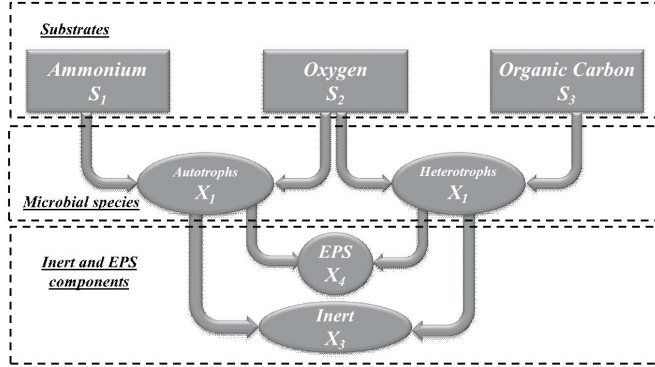 Substrates
Ammonium
S₁
Oxygen
S₂
Organic Carbon
S₃
Autotrophs
X₁
Heterotrophs
X₁
Microbial species
EPS
X₄
Inert and EPS
components
Inert
X₃